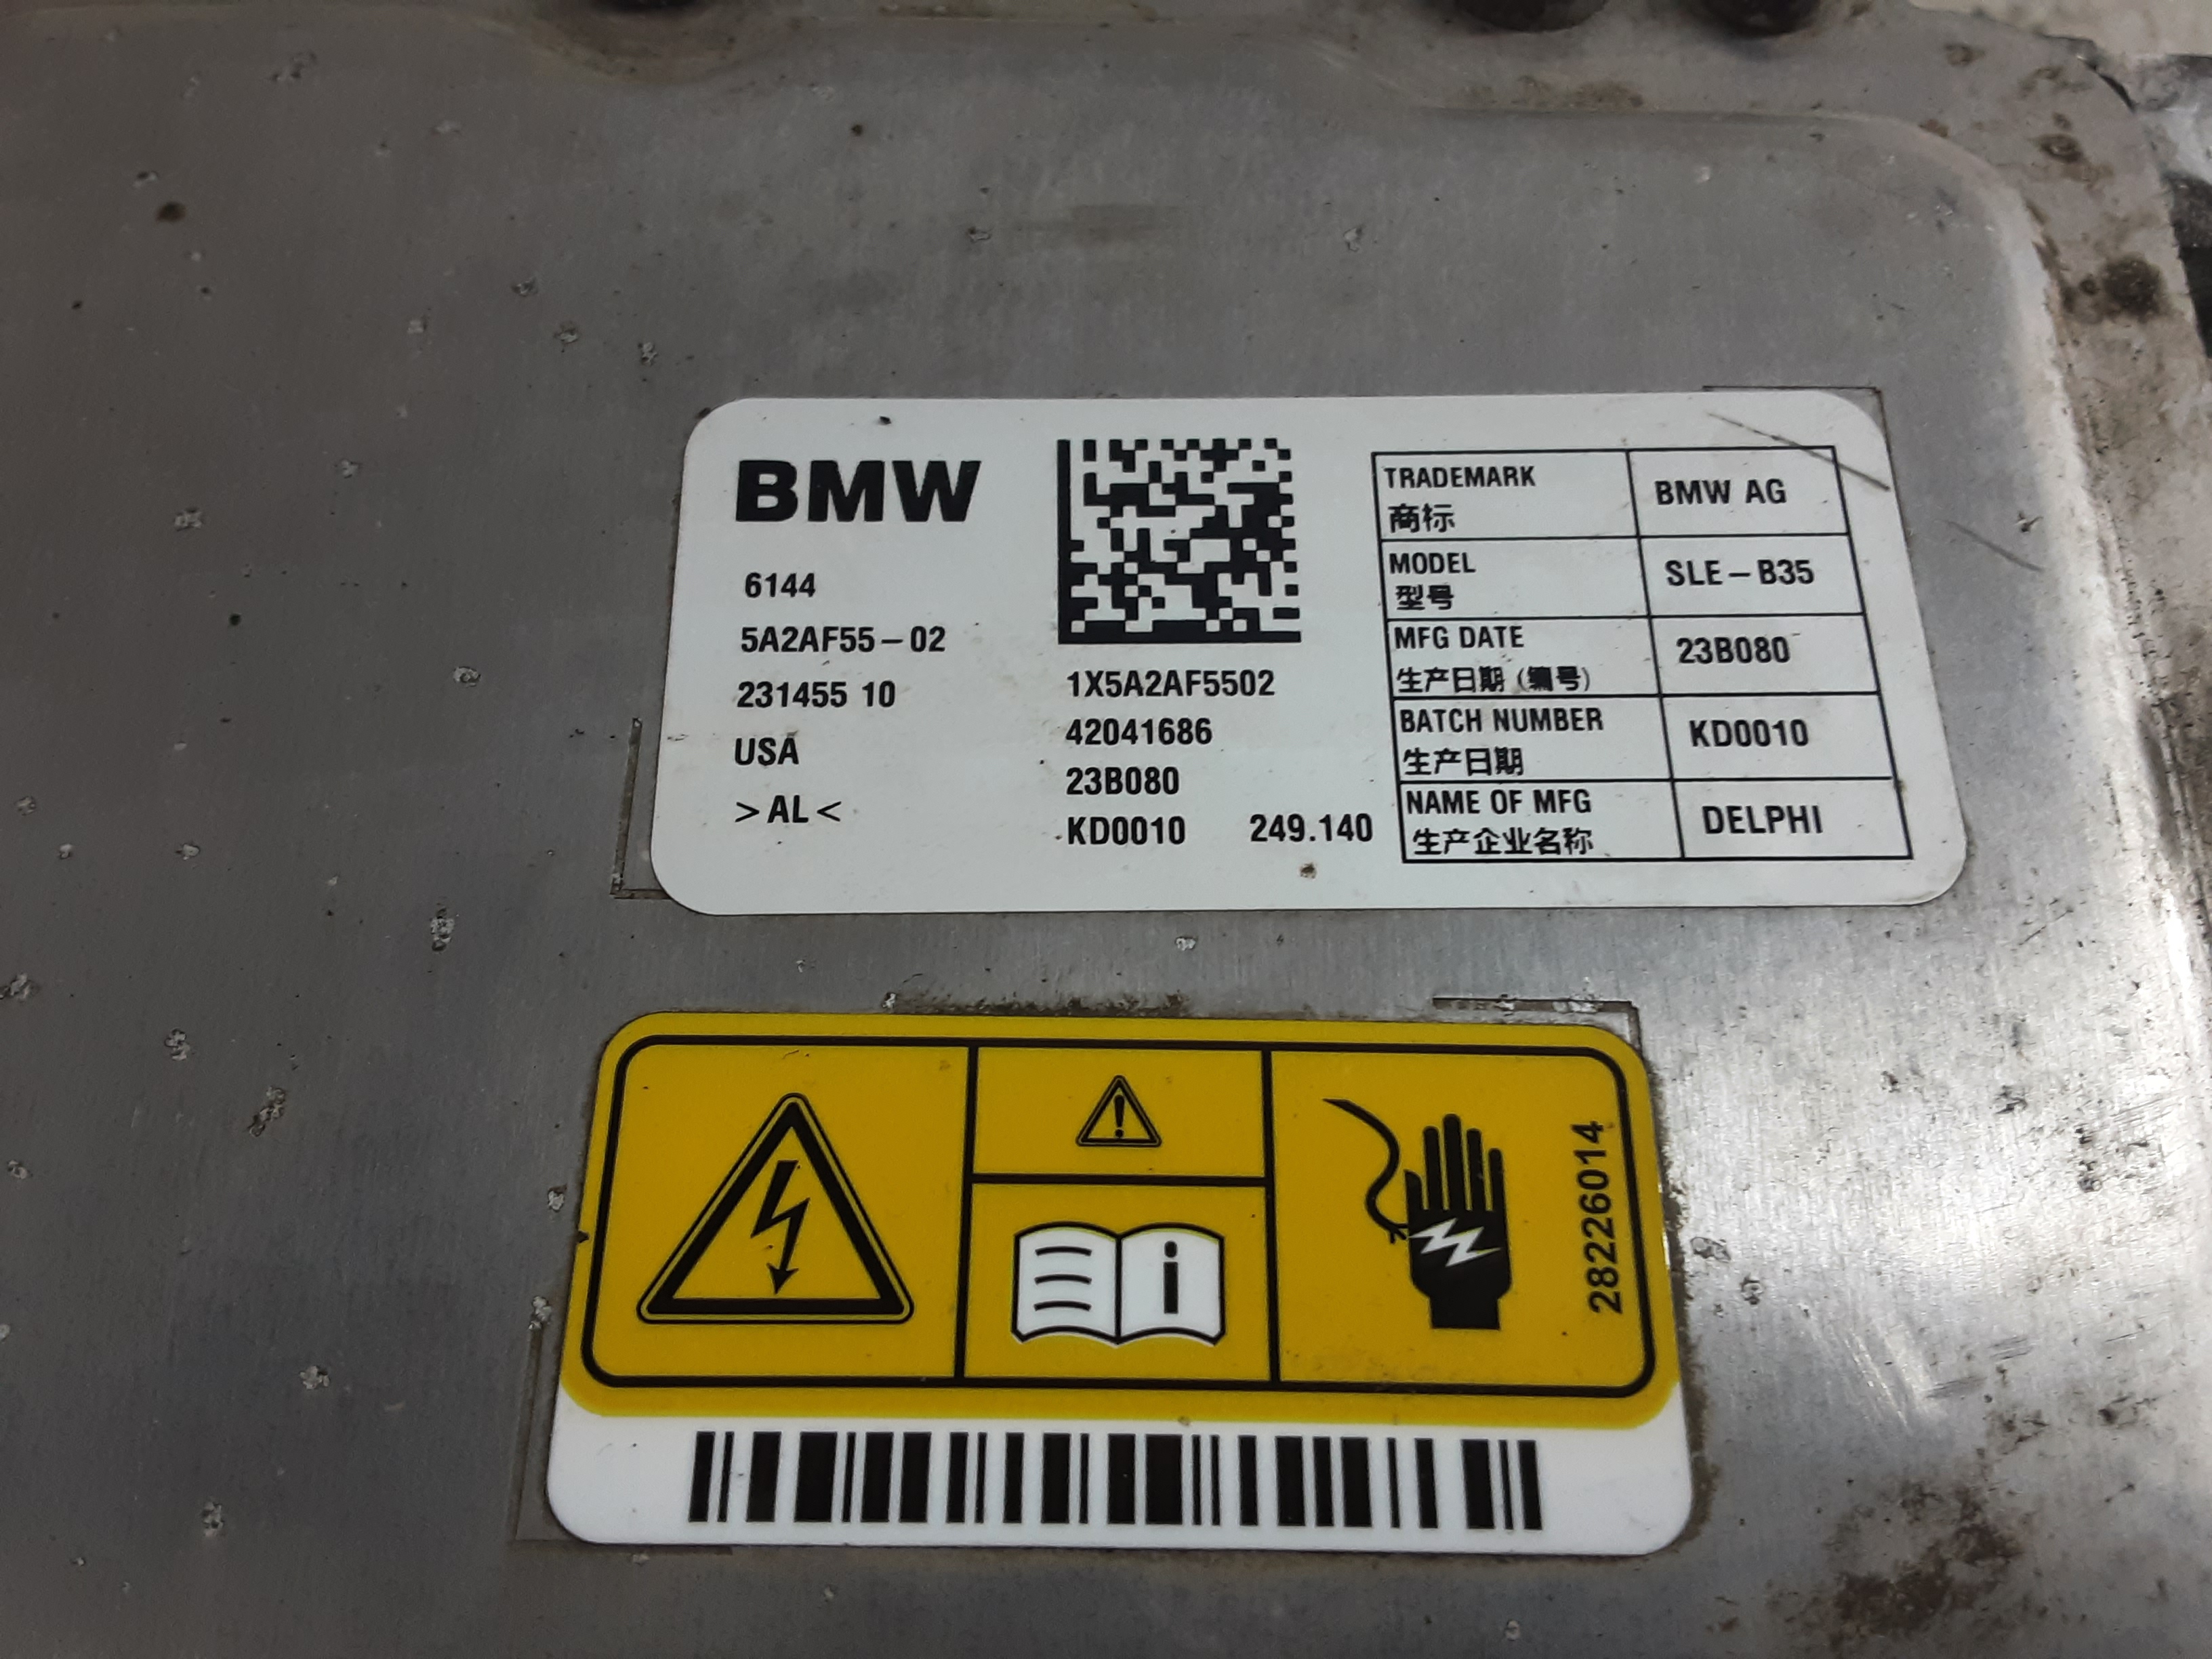 BMW
6144
5A2AF55-02
231455 10
USA
>AL<
1X5A2AF5502
42041686
23B080
KD0010 249.140
TRADEMARK BMW AG
商标
MODEL SLE-B35
型号
MFG DATE 23B080
生产日期 (编号)
BATCH NUMBER KD0010
生产日期
NAME OF MFG DELPHI
生产企业名称
28226014